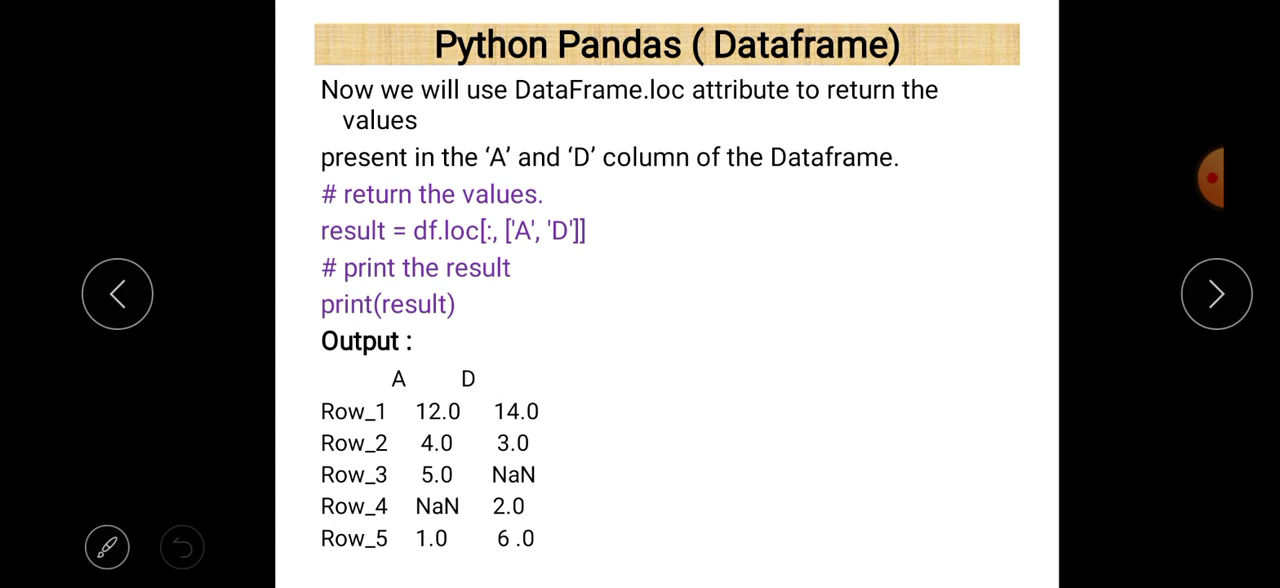 Python Pandas ( Dataframe)
Now we will use DataFrame.loc attribute to return the
values
present in the ‘A’ and ‘D’ column of the Dataframe.
# return the values.
result = df.loc[:, ['A', 'D']]
# print the result
print(result)
Output :
A D
Row_1 12.0 14.0
Row_2 4.0 3.0
Row_3 5.0 NaN
Row_4 NaN 2.0
Row_5 1.0 6 .0